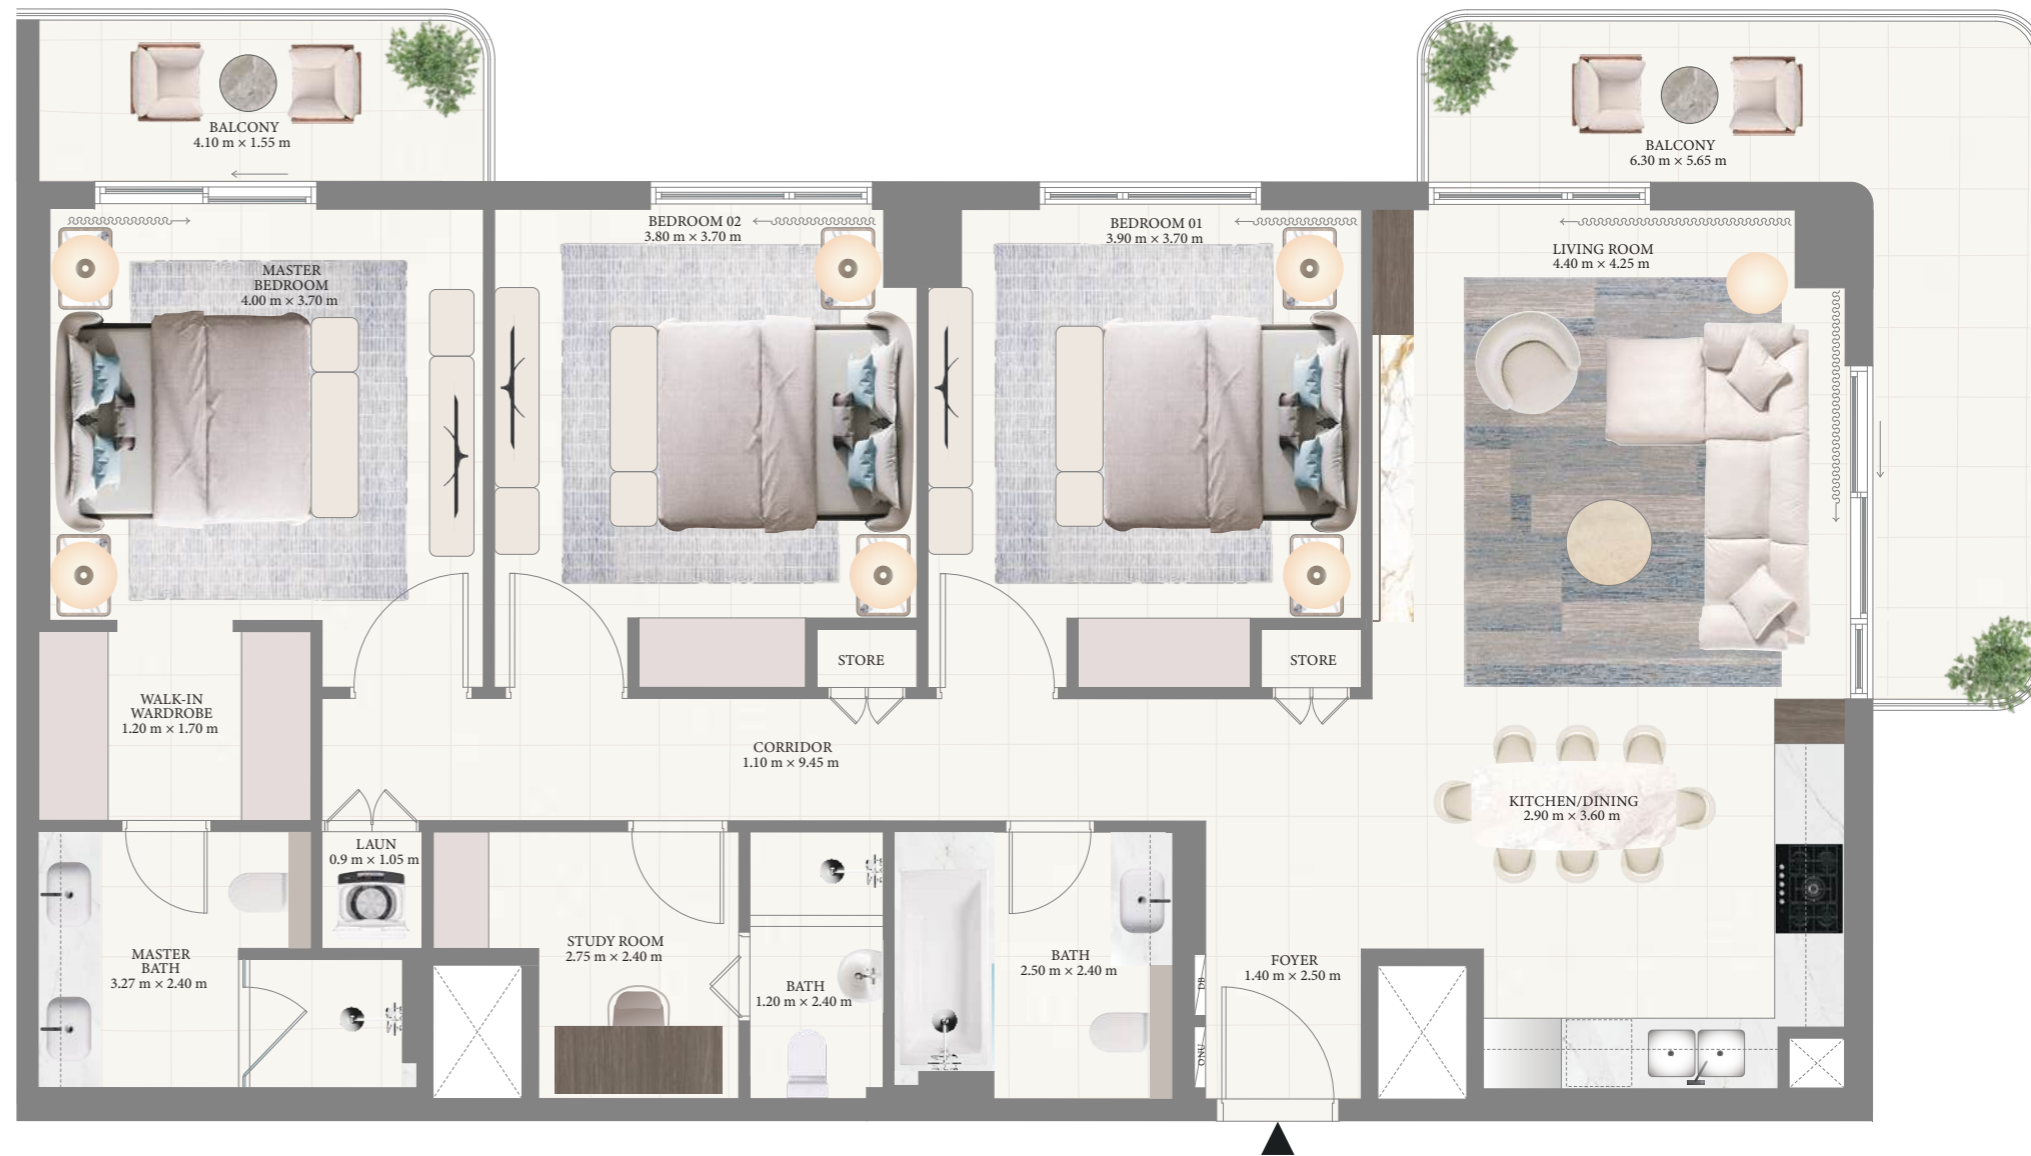 BALCONY
4.10 m × 1.55 m
BALCONY
6.30 m × 5.65 m
MASTER
BEDROOM
4.00 m × 3.70 m
BEDROOM 02
3.80 m × 3.70 m
BEDROOM 01
3.90 m × 3.70 m
LIVING ROOM
4.40 m × 4.25 m
STORE
STORE
WALK-IN
WARDROBE
1.20 m × 1.70 m
CORRIDOR
1.10 m × 9.45 m
KITCHEN/DINING
2.90 m × 3.60 m
LAUN
0.9 m × 1.05 m
MASTER
BATH
3.27 m × 2.40 m
STUDY ROOM
2.75 m × 2.40 m
BATH
1.20 m × 2.40 m
BATH
2.50 m × 2.40 m
FOYER
1.40 m × 2.50 m
DB
ONU